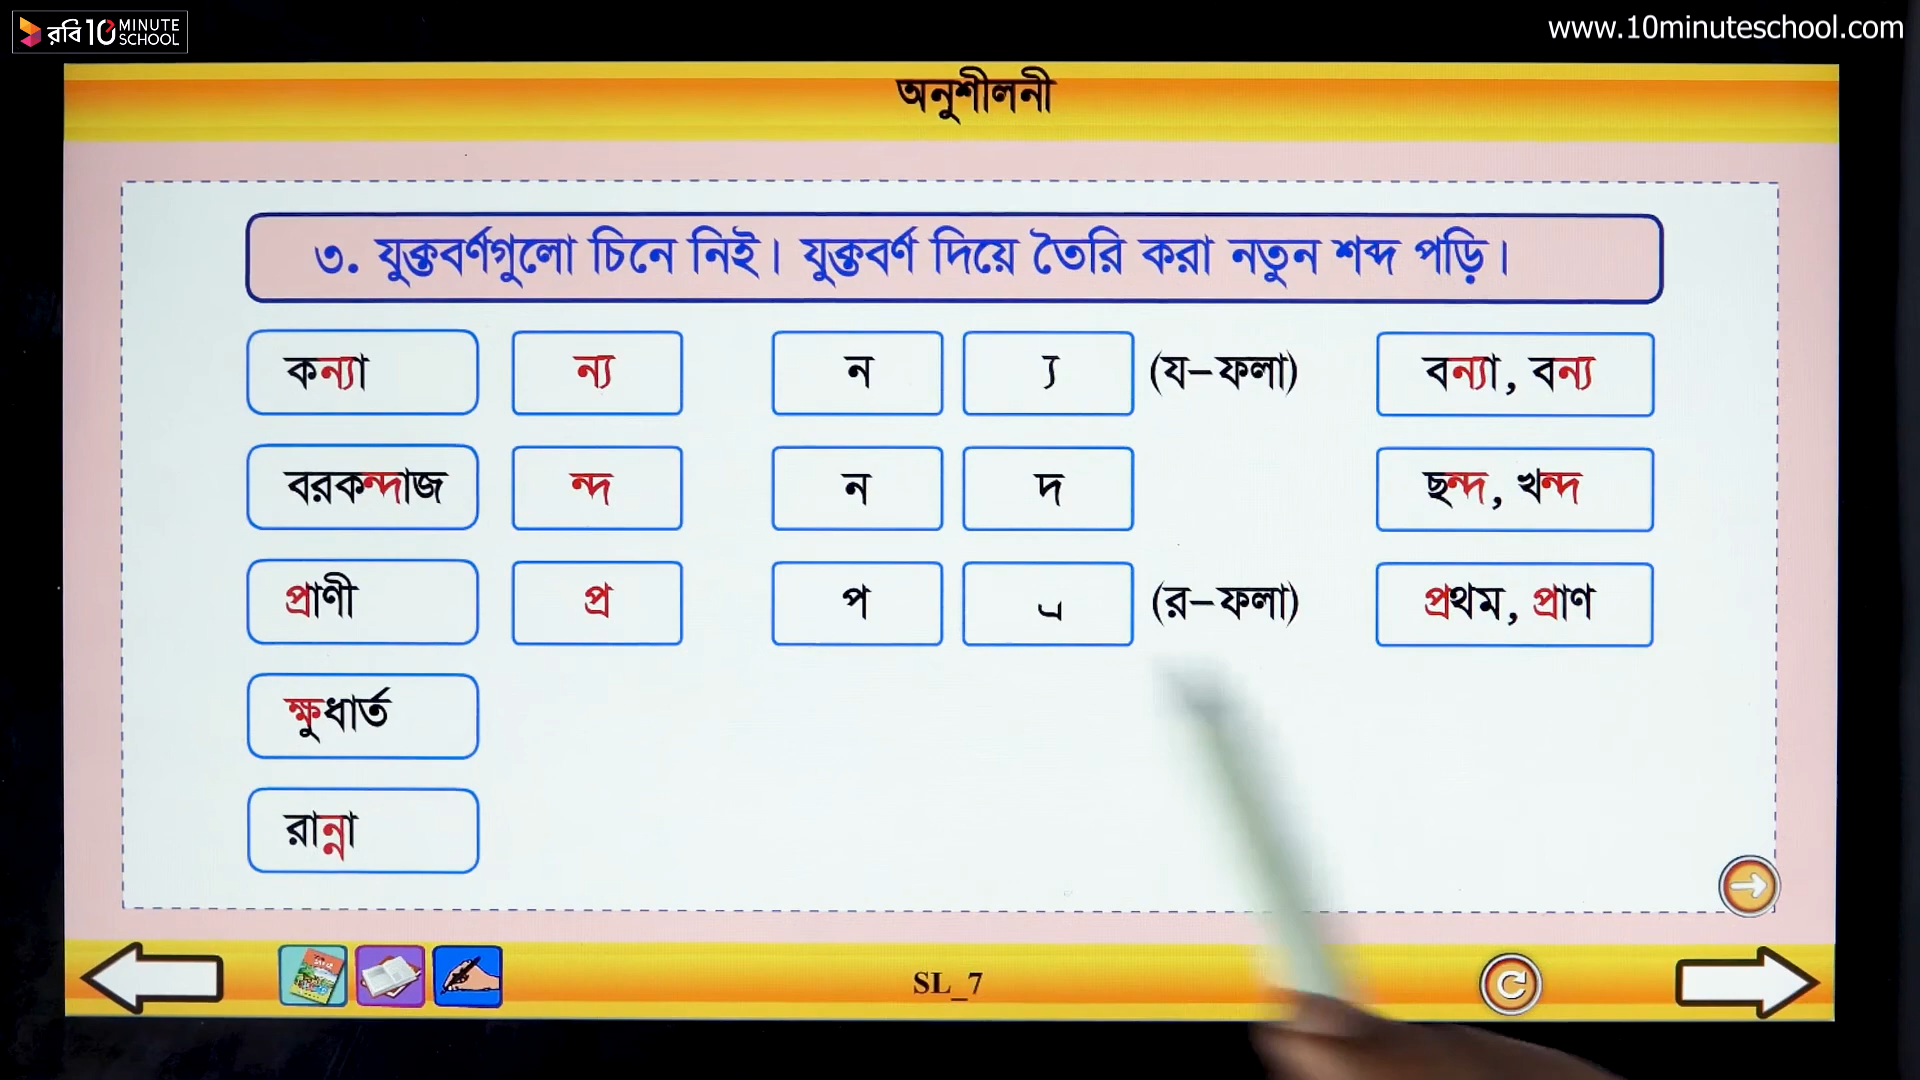 রবি 10 MINUTE SCHOOL
www.10minuteschool.com
অনুশীলনী
৩. যুক্তবর্ণগুলো চিনে নিই। যুক্তবর্ণ দিয়ে তৈরি করা নতুন শব্দ পড়ি।
কন্যা ন্য ন ্য (য-ফলা) বন্যা, বন্য
বরকন্দাজ ন্দ ন দ ছন্দ, খন্দ
প্রাণী প্র প ্র (র-ফলা) প্রথম, প্রাণ
ক্ষুধার্ত
রান্না
SL_7